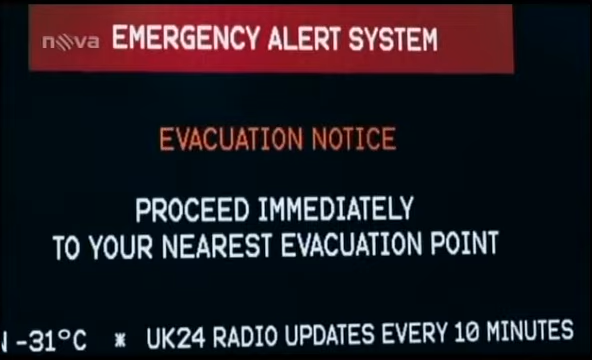 nova
EMERGENCY ALERT SYSTEM
EVACUATION NOTICE
PROCEED IMMEDIATELY
TO YOUR NEAREST EVACUATION POINT
-31°C * UK24 RADIO UPDATES EVERY 10 MINUTES